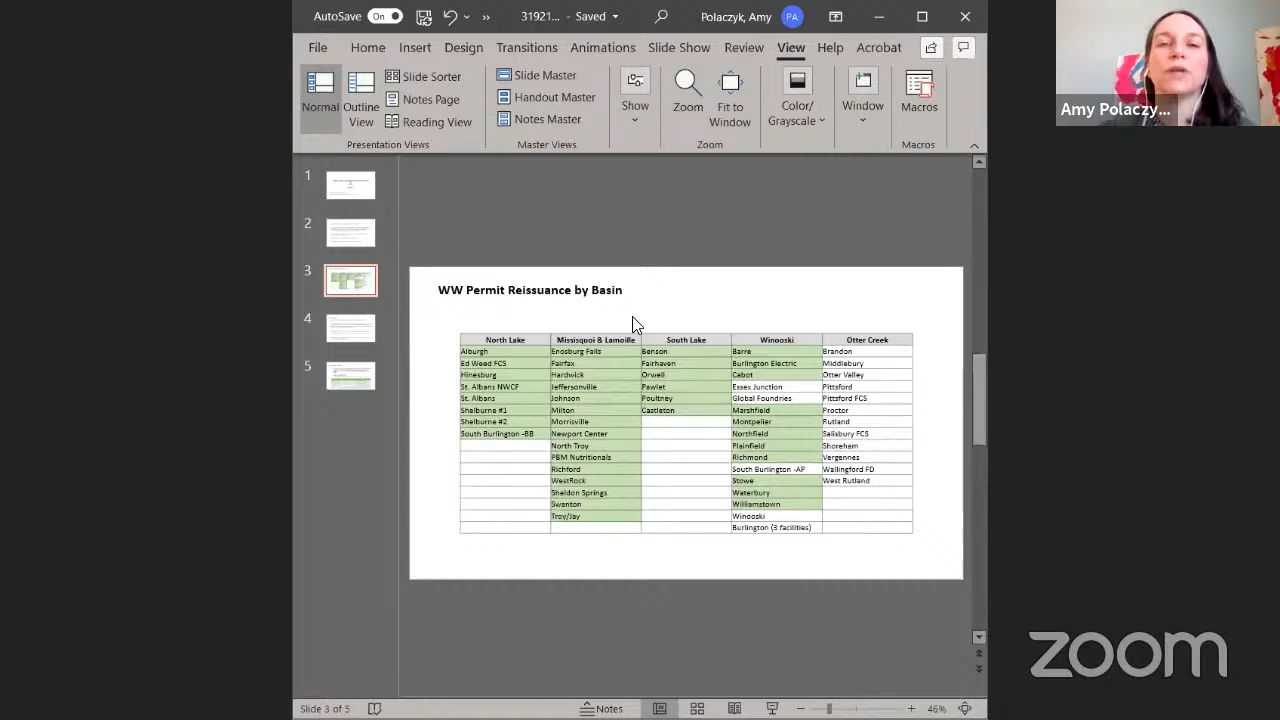 AutoSave On 31921... - Saved Polaczyk, Amy PA
File Home Insert Design Transitions Animations Slide Show Review View Help Acrobat
Normal Outline View Slide Sorter Notes Page Reading View
Presentation Views
Slide Master Handout Master Notes Master
Master Views
Show
Zoom Fit to Window
Zoom
Color/ Grayscale
Window
Macros
Macros
Amy Polaczy...
1
2
3
4
5
WW Permit Reissuance by Basin
North Lake Missisquoi & Lamoille South Lake Winooski Otter Creek
Alburgh Enosburg Falls Benson Barre Brandon
Ed Weed FCS Fairfax Fairhaven Burlington Electric Middlebury
Hinesburg Hardwick Orwell Cabot Otter Valley
St. Albans NWCF Jeffersonville Pawlet Essex Junction Pittsford
St. Albans Johnson Poultney Global Foundries Pittsford FCS
Shelburne #1 Milton Castleton Marshfield Proctor
Shelburne #2 Morrisville Montpelier Rutland
South Burlington -BB Newport Center Northfield Salisbury FCS
North Troy Plainfield Shoreham
PBM Nutritionals Richmond Vergennes
Richford South Burlington -AP Wallingford FD
WestRock Stowe West Rutland
Sheldon Springs Waterbury
Swanton Williamstown
Troy/Jay Winooski
Burlington (3 facilities)
zoom
Slide 3 of 5 Notes 46%